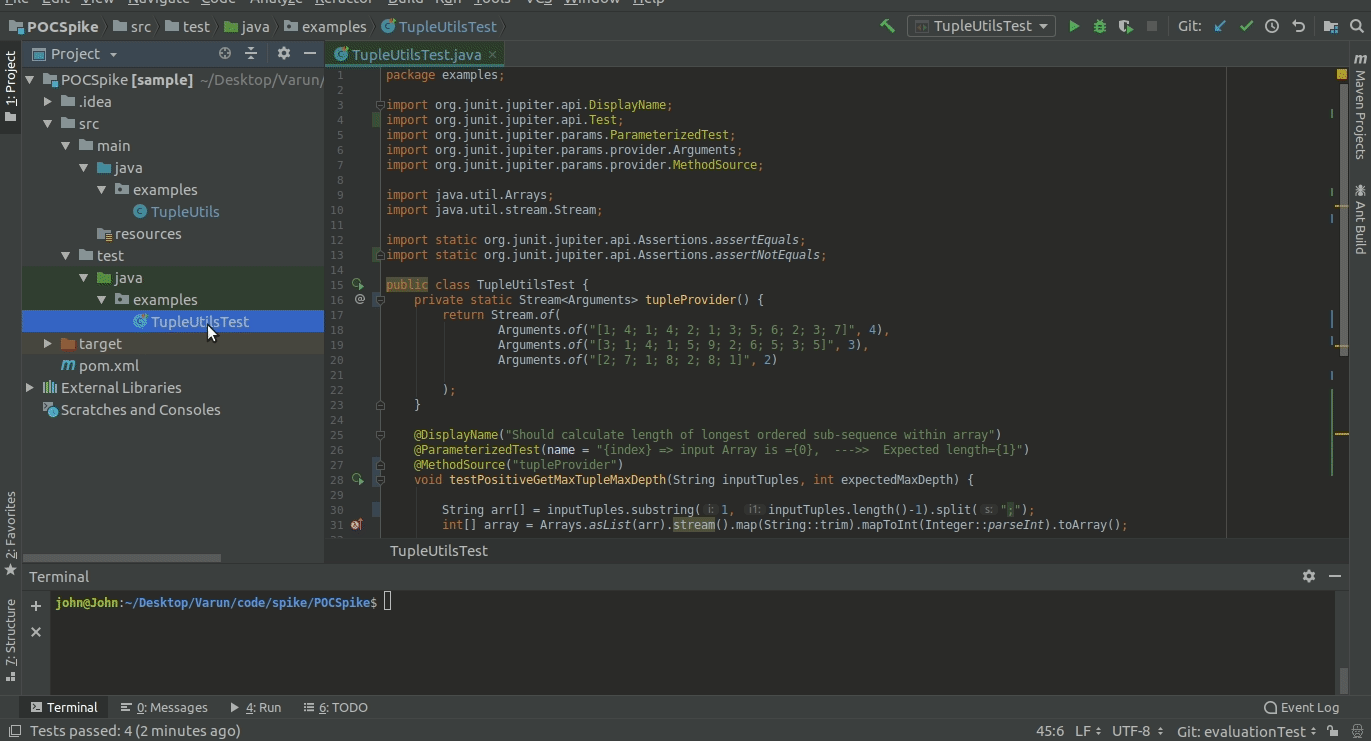 File Edit View Navigate Code Analyze Refactor Build Run Tools VCS Window Help
POCSpike src test java examples TupleUtilsTest
TupleUtilsTest
Git:
1: Project
Project
TupleUtilsTest.java
POCSpike [sample] ~/Desktop/Varun/
.idea
src
main
java
examples
TupleUtils
resources
test
java
examples
TupleUtilsTest
target
pom.xml
External Libraries
Scratches and Consoles
1 package examples;
2
3 import org.junit.jupiter.api.DisplayName;
4 import org.junit.jupiter.api.Test;
5 import org.junit.jupiter.params.ParameterizedTest;
6 import org.junit.jupiter.params.provider.Arguments;
7 import org.junit.jupiter.params.provider.MethodSource;
8
9 import java.util.Arrays;
10 import java.util.stream.Stream;
11
12 import static org.junit.jupiter.api.Assertions.assertEquals;
13 import static org.junit.jupiter.api.Assertions.assertNotEquals;
14
15 public class TupleUtilsTest {
16 @ private static Stream<Arguments> tupleProvider() {
17 return Stream.of(
18 Arguments.of("[1; 4; 1; 4; 2; 1; 3; 5; 6; 2; 3; 7]", 4),
19 Arguments.of("[3; 1; 4; 1; 5; 9; 2; 6; 5; 3; 5]", 3),
20 Arguments.of("[2; 7; 1; 8; 2; 8; 1]", 2)
21
22 );
23 }
24
25 @DisplayName("Should calculate length of longest ordered sub-sequence within array")
26 @ParameterizedTest(name = "{index} => input Array is ={0}, --->> Expected length={1}")
27 @MethodSource("tupleProvider")
28 void testPositiveGetMaxTupleMaxDepth(String inputTuples, int expectedMaxDepth) {
29
30 String arr[] = inputTuples.substring( i: 1, i1: inputTuples.length()-1).split( s: ";");
31 int[] array = Arrays.asList(arr).stream().map(String::trim).mapToInt(Integer::parseInt).toArray();
TupleUtilsTest
Maven Projects
Ant Build
2: Favorites
7: Structure
Terminal
john@John:~/Desktop/Varun/code/spike/POCSpike$
Terminal 0: Messages 4: Run 6: TODO Event Log
Tests passed: 4 (2 minutes ago) 45:6 LF UTF-8 Git: evaluationTest